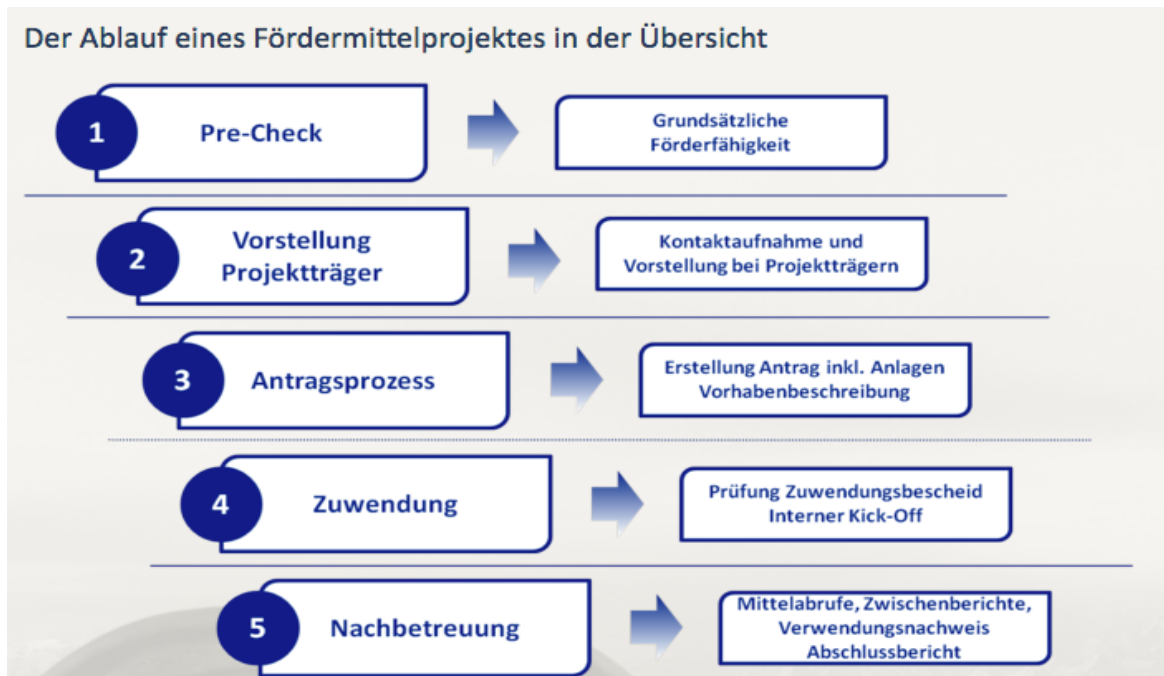 Der Ablauf eines Fördermittelprojektes in der Übersicht
1
Pre-Check
Grundsätzliche
Förderfähigkeit
2
Vorstellung
Projektträger
Kontaktaufnahme und
Vorstellung bei Projektträgern
3
Antragsprozess
Erstellung Antrag inkl. Anlagen
Vorhabenbeschreibung
4
Zuwendung
Prüfung Zuwendungsbescheid
Interner Kick-Off
5
Nachbetreuung
Mittelabrufe, Zwischenberichte,
Verwendungsnachweis
Abschlussbericht